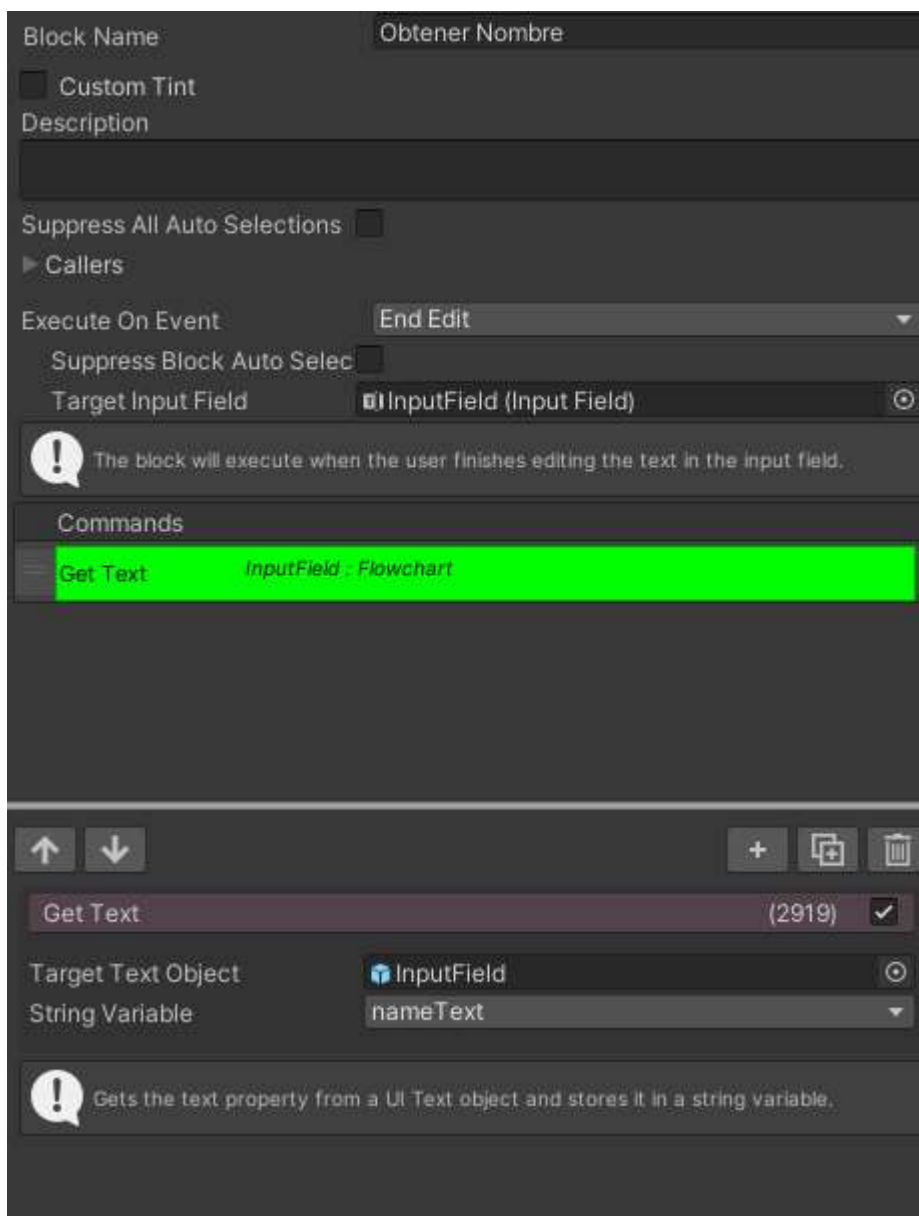 Block Name Obtener Nombre
Custom Tint
Description
Suppress All Auto Selections
Callers
Execute On Event End Edit
Suppress Block Auto Selec
Target Input Field InputField (Input Field)
The block will execute when the user finishes editing the text in the input field.
Commands
Get Text InputField : Flowchart
Get Text (2919)
Target Text Object InputField
String Variable nameText
Gets the text property from a UI Text object and stores it in a string variable.